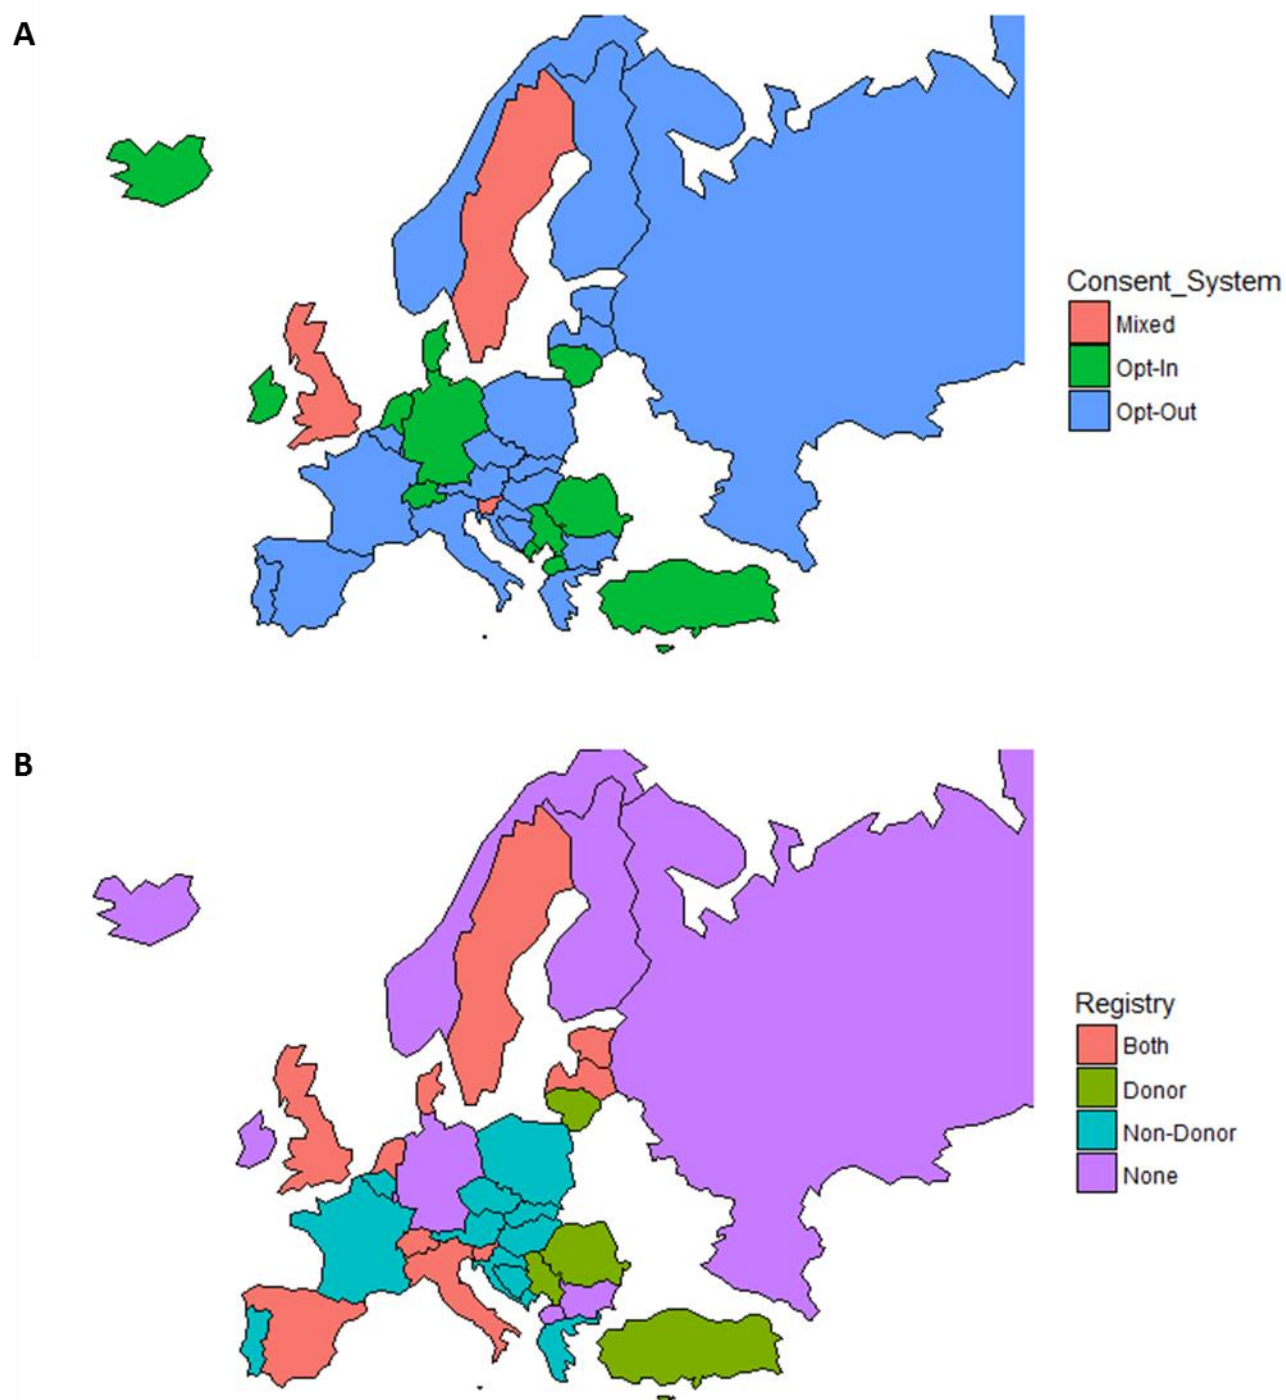 A
Consent_System
Mixed
Opt-In
Opt-Out
B
Registry
Both
Donor
Non-Donor
None